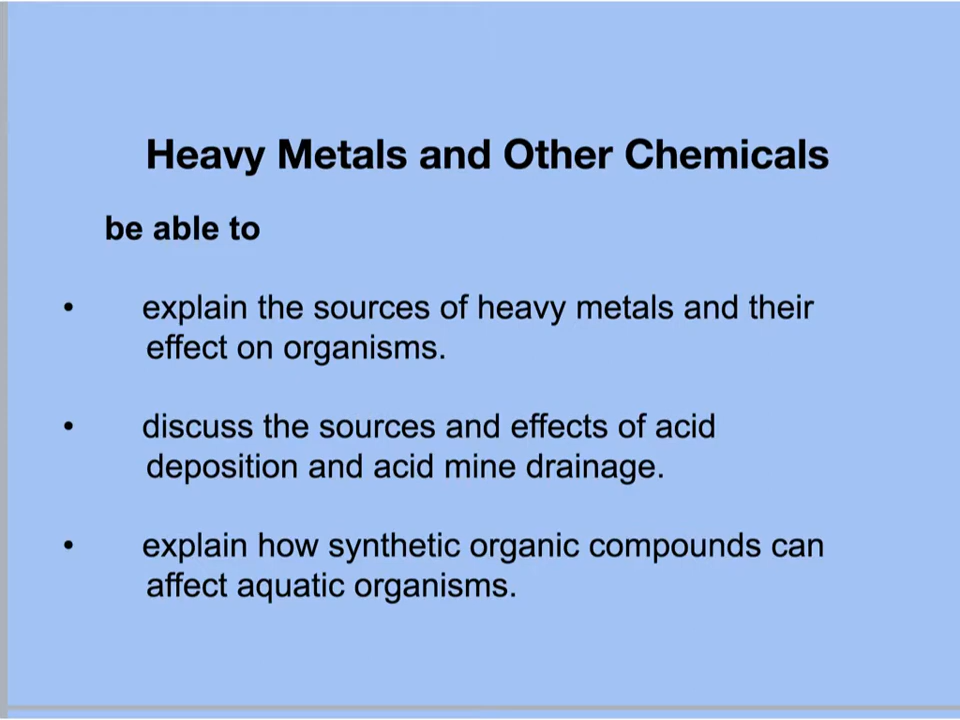 Heavy Metals and Other Chemicals
be able to
• explain the sources of heavy metals and their
effect on organisms.
• discuss the sources and effects of acid
deposition and acid mine drainage.
• explain how synthetic organic compounds can
affect aquatic organisms.